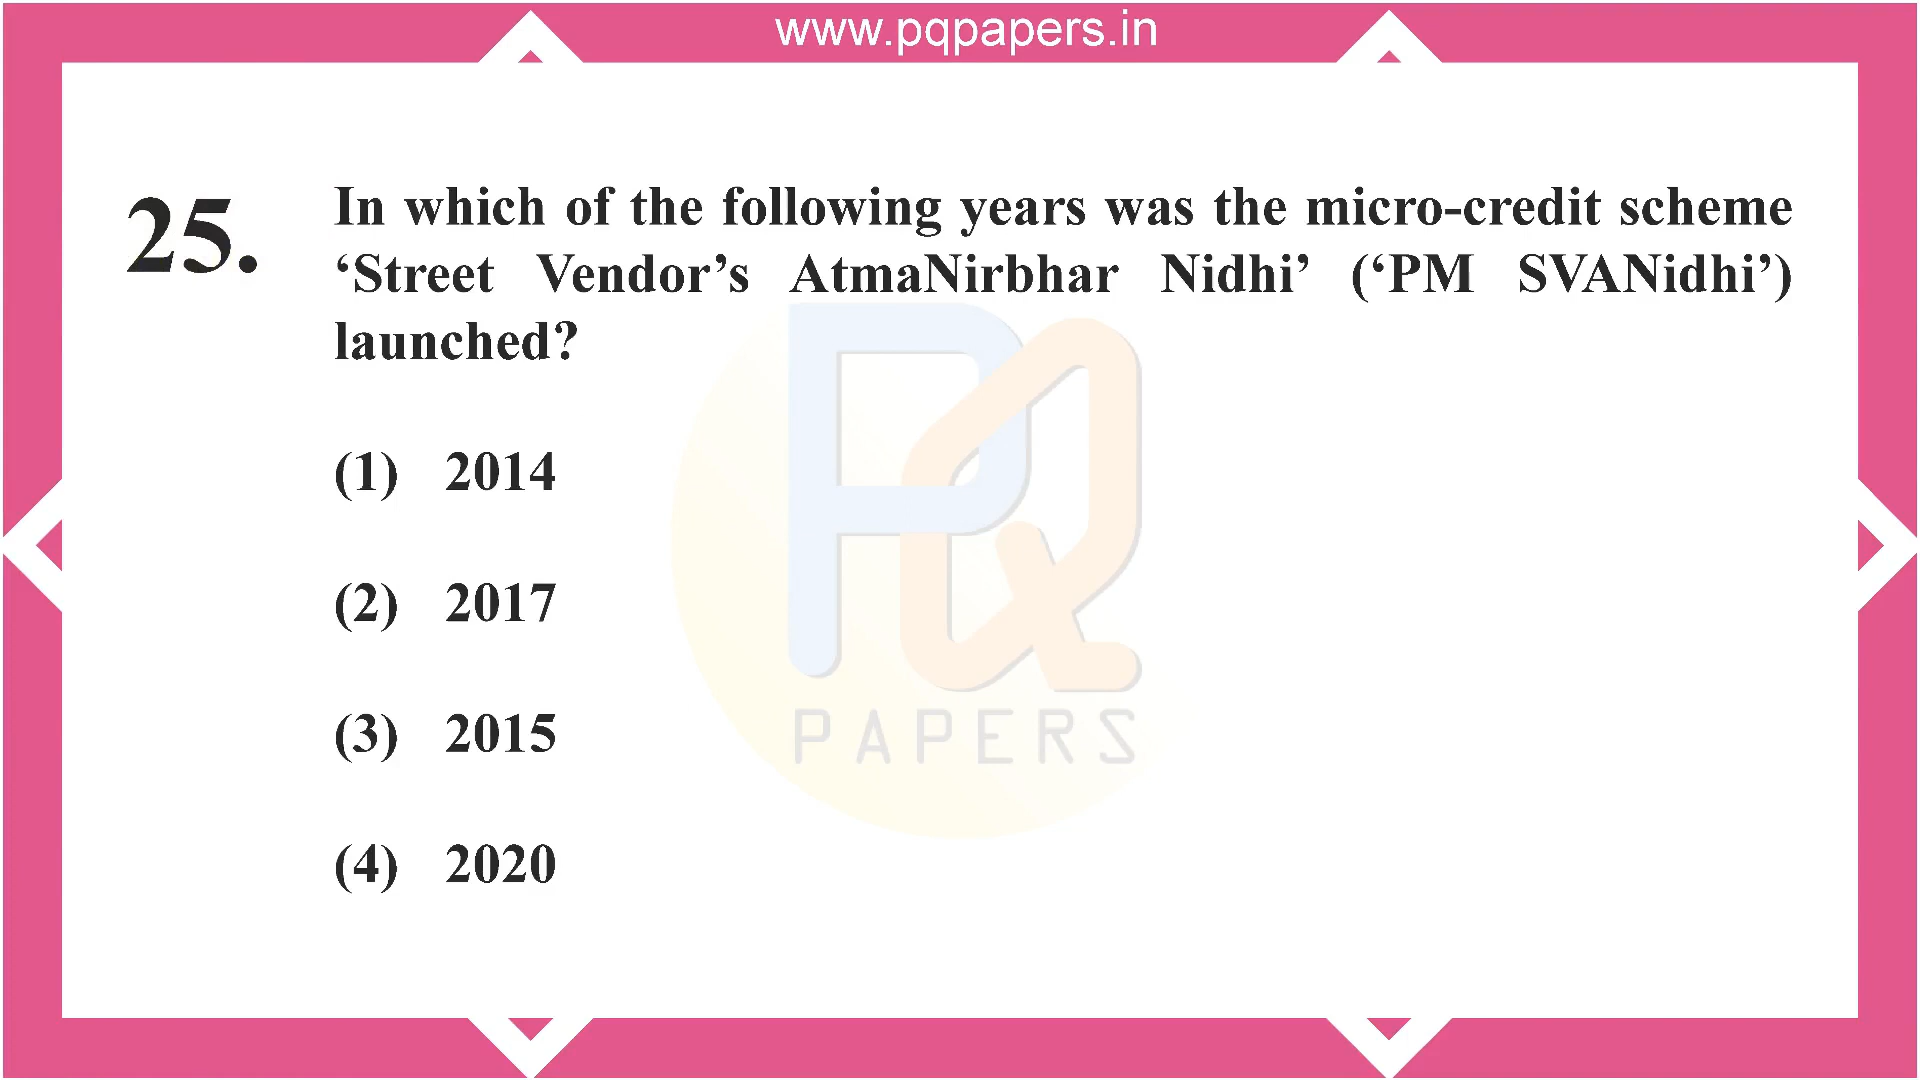 www.pqpapers.in
25. In which of the following years was the micro-credit scheme
‘Street Vendor’s AtmaNirbhar Nidhi’ (‘PM SVANidhi’)
launched?
(1) 2014
(2) 2017
(3) 2015
(4) 2020
PQ
PAPERS